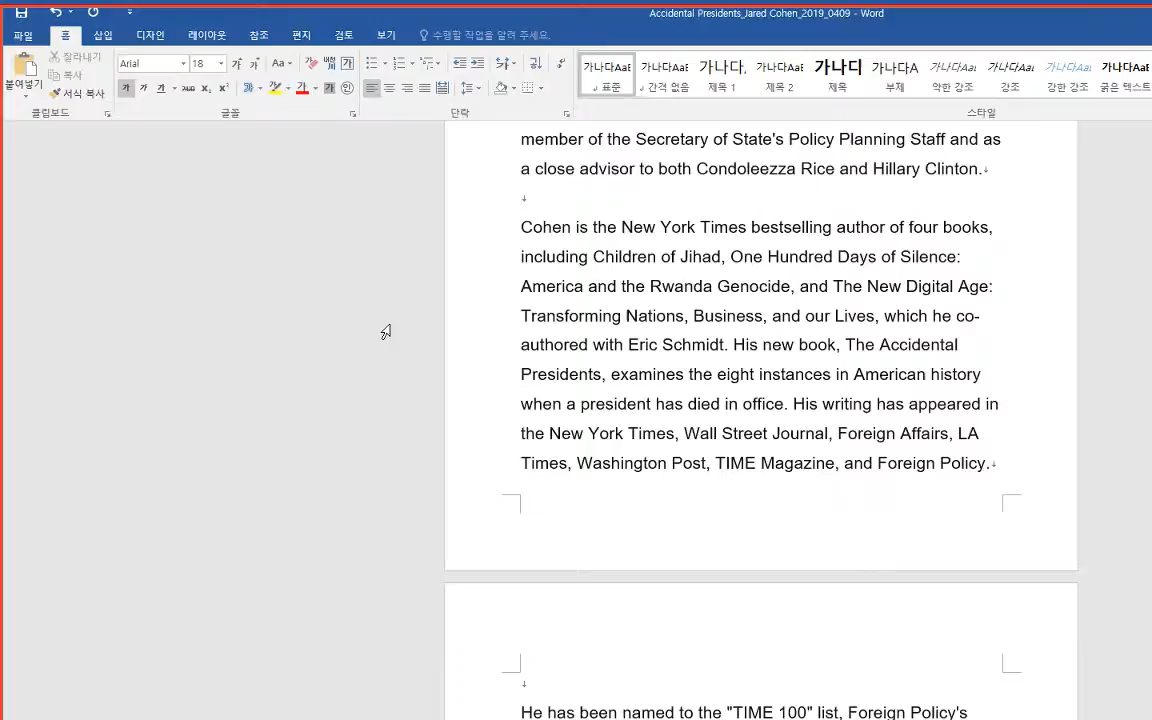 Accidental Presidents_Jared Cohen_2019_0409 - Word
파일 홈 삽입 디자인 레이아웃 참조 편지 검토 보기 수행할 작업을 알려 주세요.
잘라내기
복사
서식 복사
붙여넣기
클립보드
Arial 18
글꼴
단락
가나다AaE 가나다AaE 가나다, 가나다AaE 가나디 가나다A 가나다Aa 가나다Aa 가나다Aa 가나다AaE
표준 간격 없음 제목 1 제목 2 제목 부제 약한 강조 강조 강한 강조 굵은 텍스트
스타일
member of the Secretary of State's Policy Planning Staff and as
a close advisor to both Condoleezza Rice and Hillary Clinton.
Cohen is the New York Times bestselling author of four books,
including Children of Jihad, One Hundred Days of Silence:
America and the Rwanda Genocide, and The New Digital Age:
Transforming Nations, Business, and our Lives, which he co-
authored with Eric Schmidt. His new book, The Accidental
Presidents, examines the eight instances in American history
when a president has died in office. His writing has appeared in
the New York Times, Wall Street Journal, Foreign Affairs, LA
Times, Washington Post, TIME Magazine, and Foreign Policy.
He has been named to the "TIME 100" list, Foreign Policy's